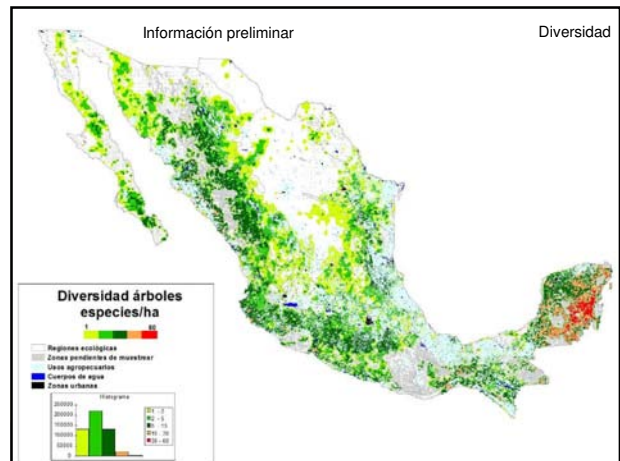 Información preliminar
Diversidad
Diversidad árboles
especies/ha
1
60
Regiones ecológicas
Zonas pendientes de muestrear
Usos agropecuarios
Cuerpos de agua
Zonas urbanas
Histograma
250000
200000
150000
100000
50000
0